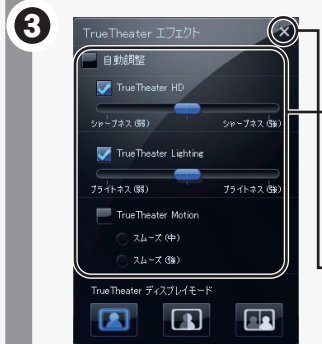 3
TrueTheater エフェクト
自動調整
TrueTheater HD
シャープネス (弱) シャープネス (強)
TrueTheater Lighting
ブライトネス (弱) ブライトネス (強)
TrueTheater Motion
スムーズ (中)
スムーズ (強)
TrueTheater ディスプレイモード